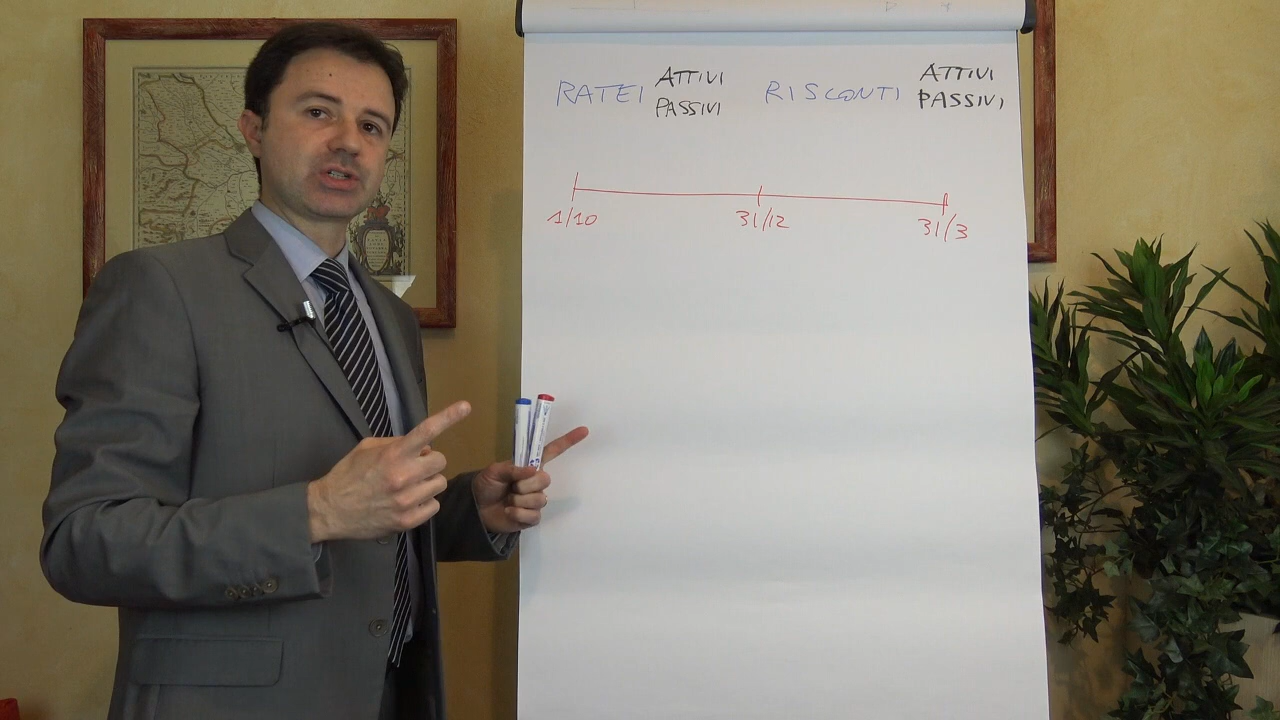 RATEI ATTIVI PASSIVI RISCONTI ATTIVI PASSIVI
1/10 31/12 31/3